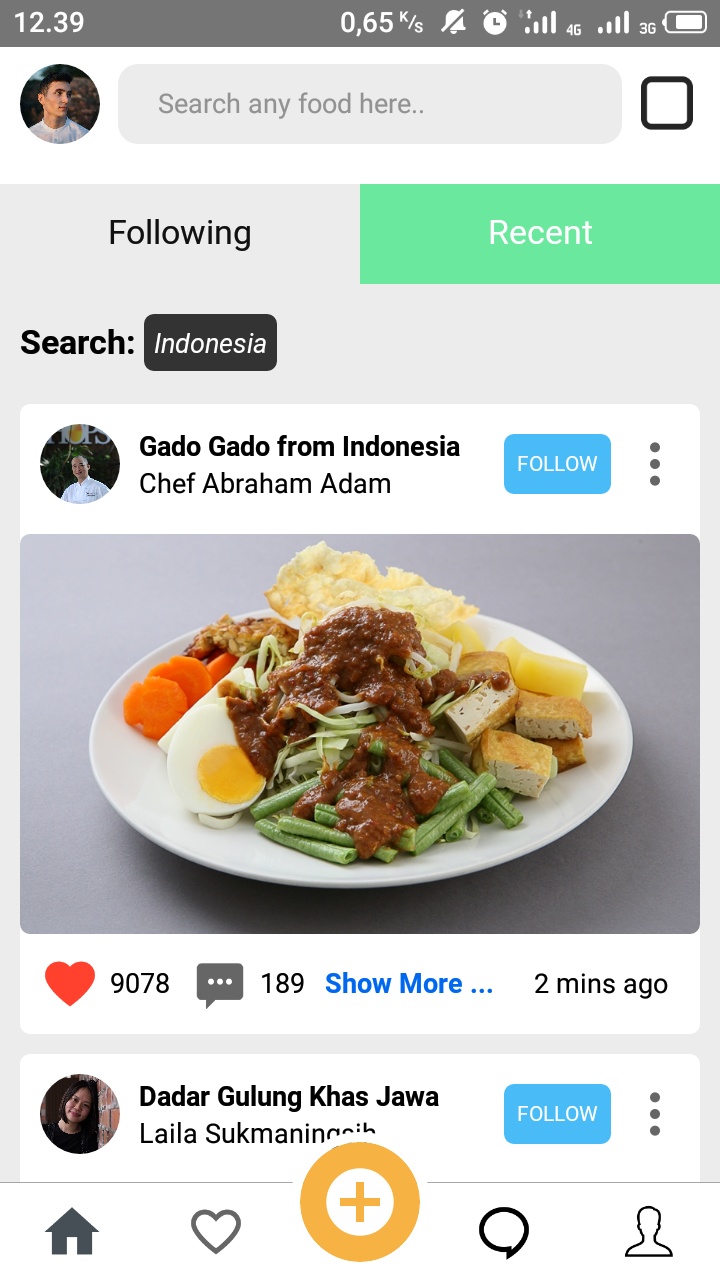 12.39
0,65 K/s
4G
3G
Search any food here..
Following
Recent
Search: Indonesia
Gado Gado from Indonesia
Chef Abraham Adam
FOLLOW
9078
189
Show More ...
2 mins ago
Dadar Gulung Khas Jawa
Laila Sukmaningsih
FOLLOW